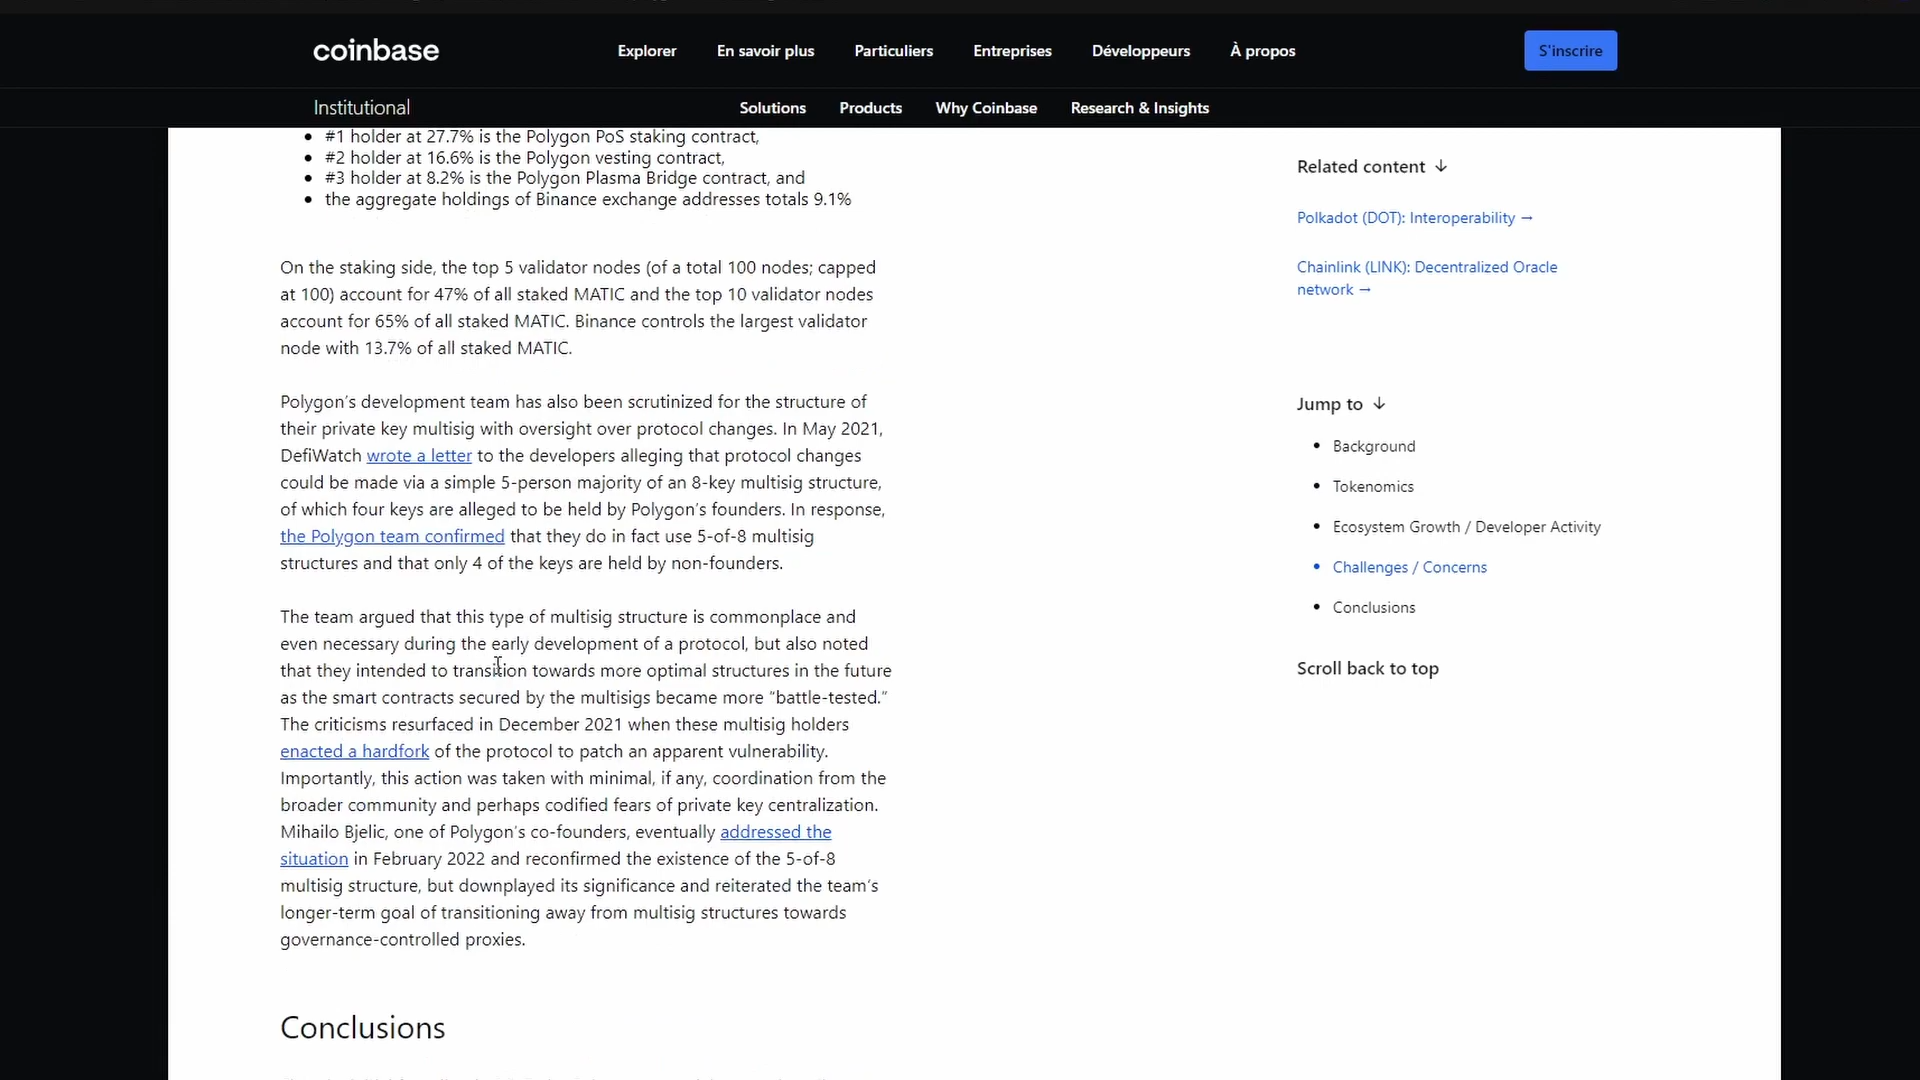 coinbase
Explorer
En savoir plus
Particuliers
Entreprises
Développeurs
À propos
S'inscrire
Institutional
Solutions
Products
Why Coinbase
Research & Insights
• #1 holder at 27.7% is the Polygon PoS staking contract,
• #2 holder at 16.6% is the Polygon vesting contract,
• #3 holder at 8.2% is the Polygon Plasma Bridge contract, and
• the aggregate holdings of Binance exchange addresses totals 9.1%
On the staking side, the top 5 validator nodes (of a total 100 nodes; capped
at 100) account for 47% of all staked MATIC and the top 10 validator nodes
account for 65% of all staked MATIC. Binance controls the largest validator
node with 13.7% of all staked MATIC.
Polygon's development team has also been scrutinized for the structure of
their private key multisig with oversight over protocol changes. In May 2021,
DefiWatch wrote a letter to the developers alleging that protocol changes
could be made via a simple 5-person majority of an 8-key multisig structure,
of which four keys are alleged to be held by Polygon's founders. In response,
the Polygon team confirmed that they do in fact use 5-of-8 multisig
structures and that only 4 of the keys are held by non-founders.
The team argued that this type of multisig structure is commonplace and
even necessary during the early development of a protocol, but also noted
that they intended to transition towards more optimal structures in the future
as the smart contracts secured by the multisigs became more “battle-tested.”
The criticisms resurfaced in December 2021 when these multisig holders
enacted a hardfork of the protocol to patch an apparent vulnerability.
Importantly, this action was taken with minimal, if any, coordination from the
broader community and perhaps codified fears of private key centralization.
Mihailo Bjelic, one of Polygon's co-founders, eventually addressed the
situation in February 2022 and reconfirmed the existence of the 5-of-8
multisig structure, but downplayed its significance and reiterated the team's
longer-term goal of transitioning away from multisig structures towards
governance-controlled proxies.
Conclusions
Related content ↓
Polkadot (DOT): Interoperability →
Chainlink (LINK): Decentralized Oracle
network →
Jump to ↓
• Background
• Tokenomics
• Ecosystem Growth / Developer Activity
• Challenges / Concerns
• Conclusions
Scroll back to top